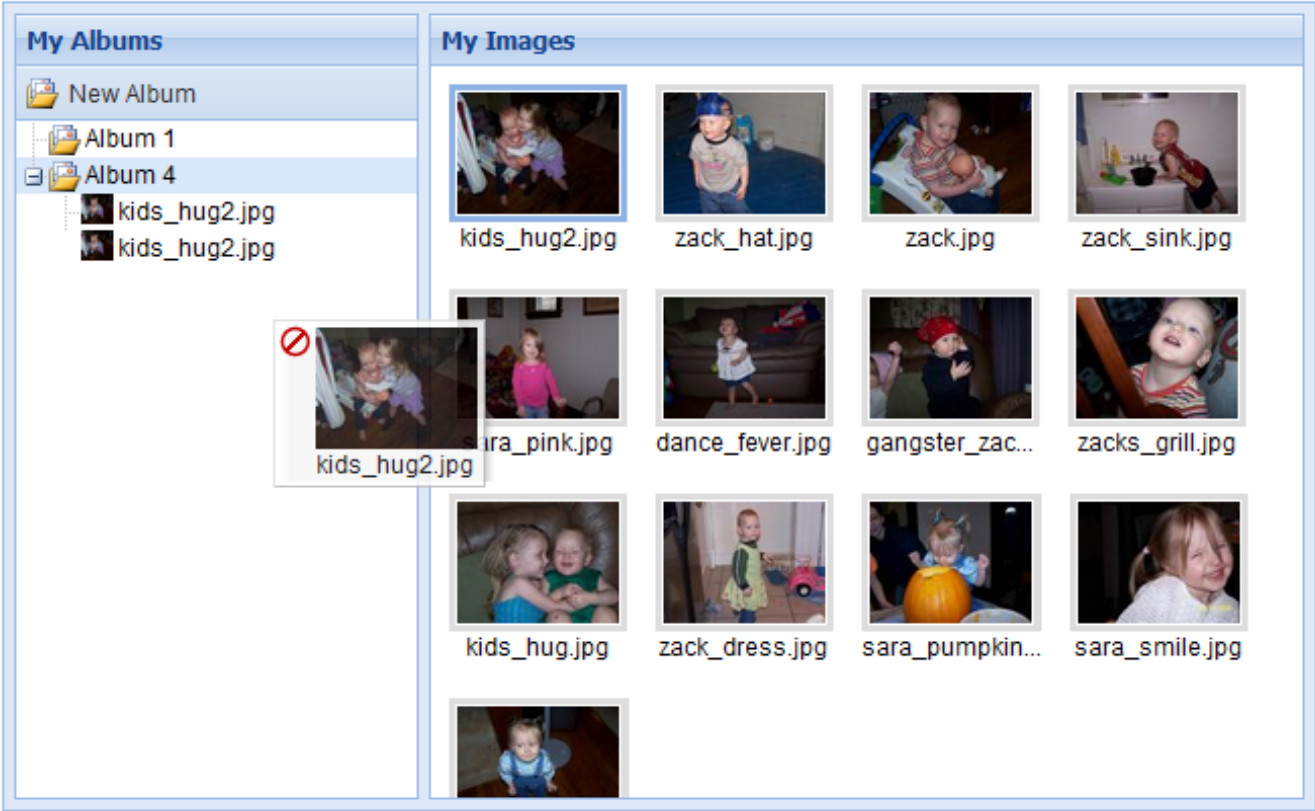 My Albums
New Album
Album 1
Album 4
kids_hug2.jpg
kids_hug2.jpg
kids_hug2.jpg
My Images
kids_hug2.jpg
zack_hat.jpg
zack.jpg
zack_sink.jpg
sara_pink.jpg
dance_fever.jpg
gangster_zac...
zacks_grill.jpg
kids_hug.jpg
zack_dress.jpg
sara_pumpkin...
sara_smile.jpg